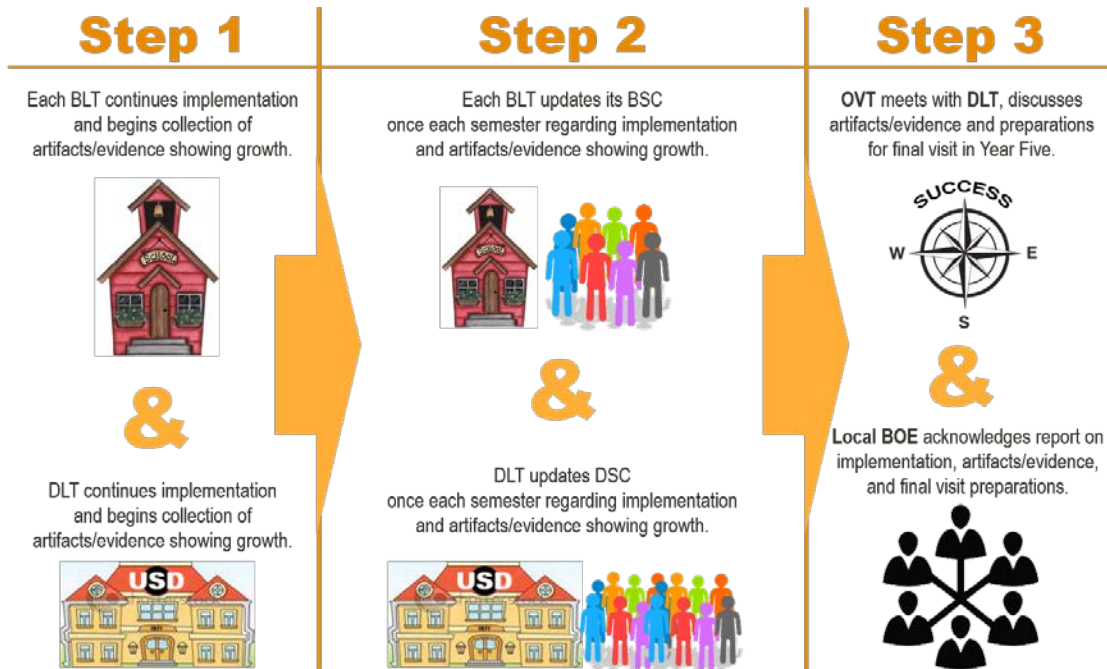 Step 1
Each BLT continues implementation
and begins collection of
artifacts/evidence showing growth.
School
&
DLT continues implementation
and begins collection of
artifacts/evidence showing growth.
USD
Step 2
Each BLT updates its BSC
once each semester regarding implementation
and artifacts/evidence showing growth.
School
&
DLT updates DSC
once each semester regarding implementation
and artifacts/evidence showing growth.
USD
Step 3
OVT meets with DLT, discusses
artifacts/evidence and preparations
for final visit in Year Five.
SUCCESS
W E
S
&
Local BOE acknowledges report on
implementation, artifacts/evidence,
and final visit preparations.